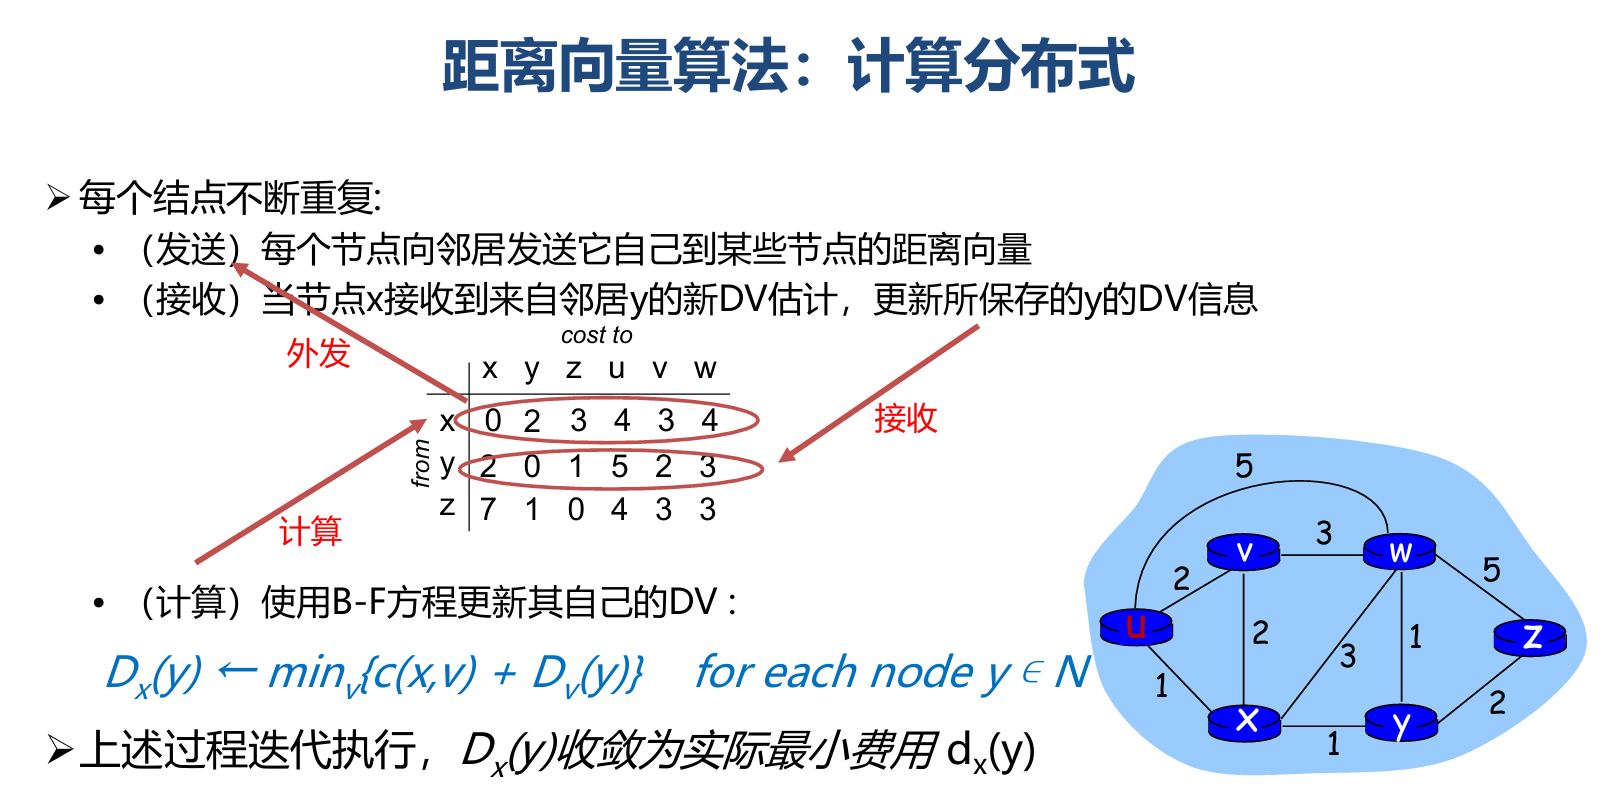 距离向量算法：计算分布式
➢每个结点不断重复:
• （发送）每个节点向邻居发送它自己到某些节点的距离向量
• （接收）当节点x接收到来自邻居y的新DV估计，更新所保存的y的DV信息
cost to
外发
x y z u v w
x 0 2 3 4 3 4
接收
from
y 2 0 1 5 2 3
z 7 1 0 4 3 3
计算
• （计算）使用B-F方程更新其自己的DV：
Dx(y) ← minv{c(x,v) + Dv(y)} for each node y ∈ N
➢上述过程迭代执行，Dx(y)收敛为实际最小费用 dx(y)
5
v 3 w
2 5
u 2 1 z
3
1 2
x 1 y